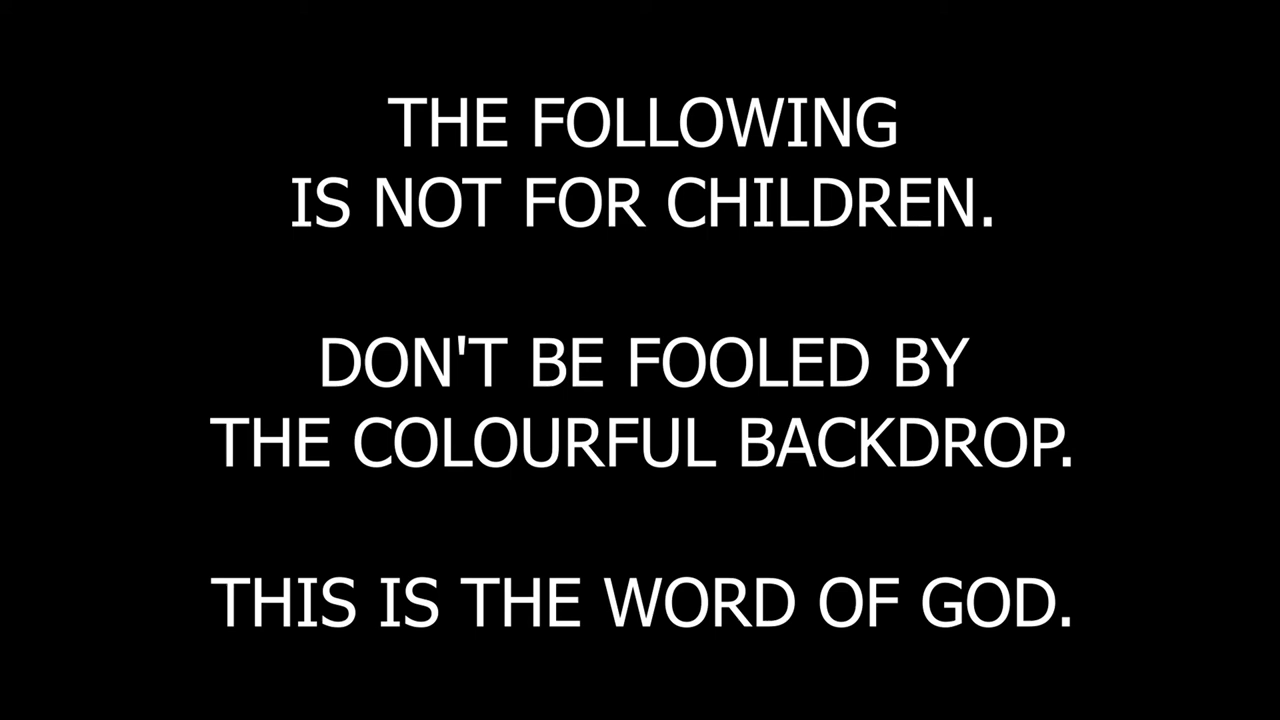 THE FOLLOWING
IS NOT FOR CHILDREN.
DON'T BE FOOLED BY
THE COLOURFUL BACKDROP.
THIS IS THE WORD OF GOD.